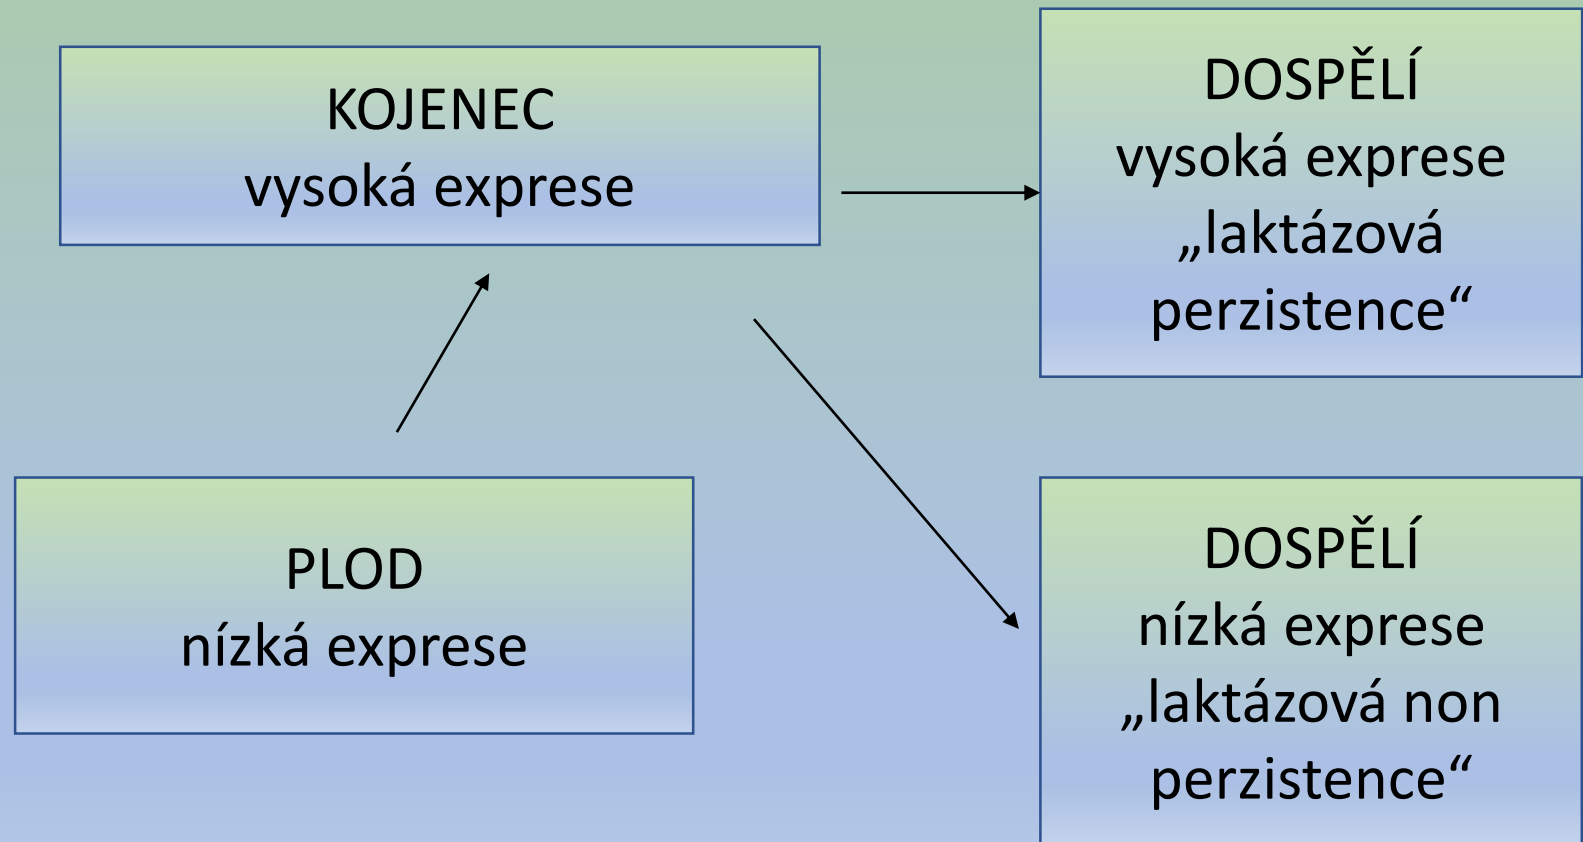 KOJENEC
vysoká exprese
DOSPĚLÍ
vysoká exprese
„laktázová
perzistence“
PLOD
nízká exprese
DOSPĚLÍ
nízká exprese
„laktázová non
perzistence“